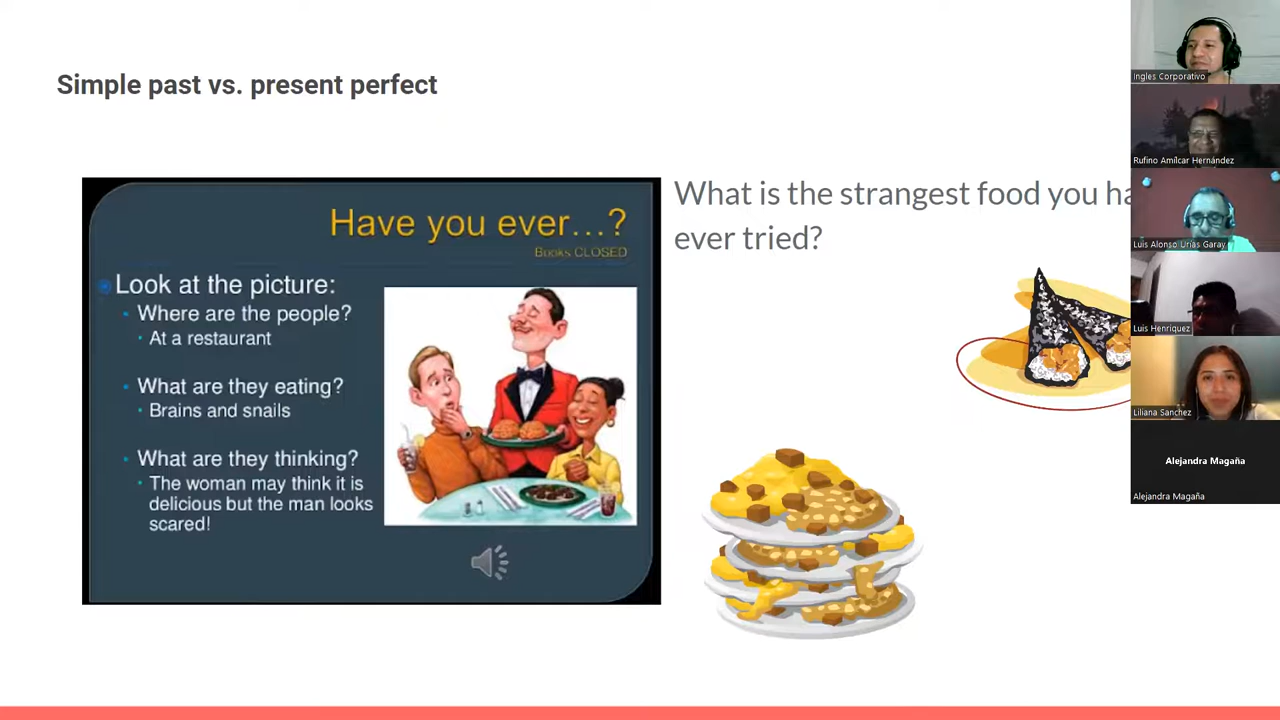 Simple past vs. present perfect
Have you ever...?
Books CLOSED
Look at the picture:
Where are the people?
At a restaurant
What are they eating?
Brains and snails
What are they thinking?
The woman may think it is
delicious but the man looks
scared!
What is the strangest food you ha
ever tried?
Ingles Corporativo
Rufino Amilcar Hernández
Luis Alonso Urias Garay
Luis Henriquez
Liliana Sanchez
Alejandra Magaña
Alejandra Magaña